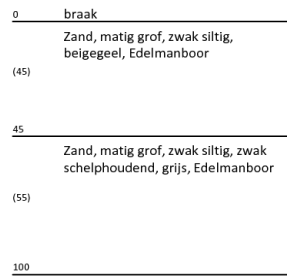 0 braak
Zand, matig grof, zwak siltig,
beigegeel, Edelmanboor
(45)
45
Zand, matig grof, zwak siltig, zwak
schelphoudend, grijs, Edelmanboor
(55)
100